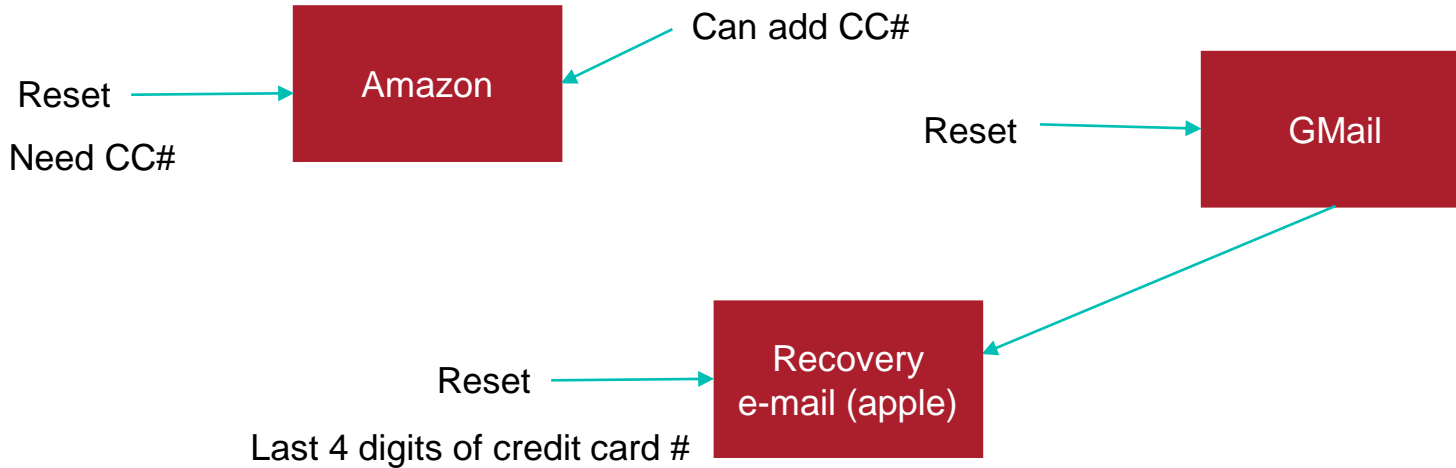 Can add CC#
Amazon
Reset
Need CC#
Reset
GMail
Recovery
e-mail (apple)
Reset
Last 4 digits of credit card #